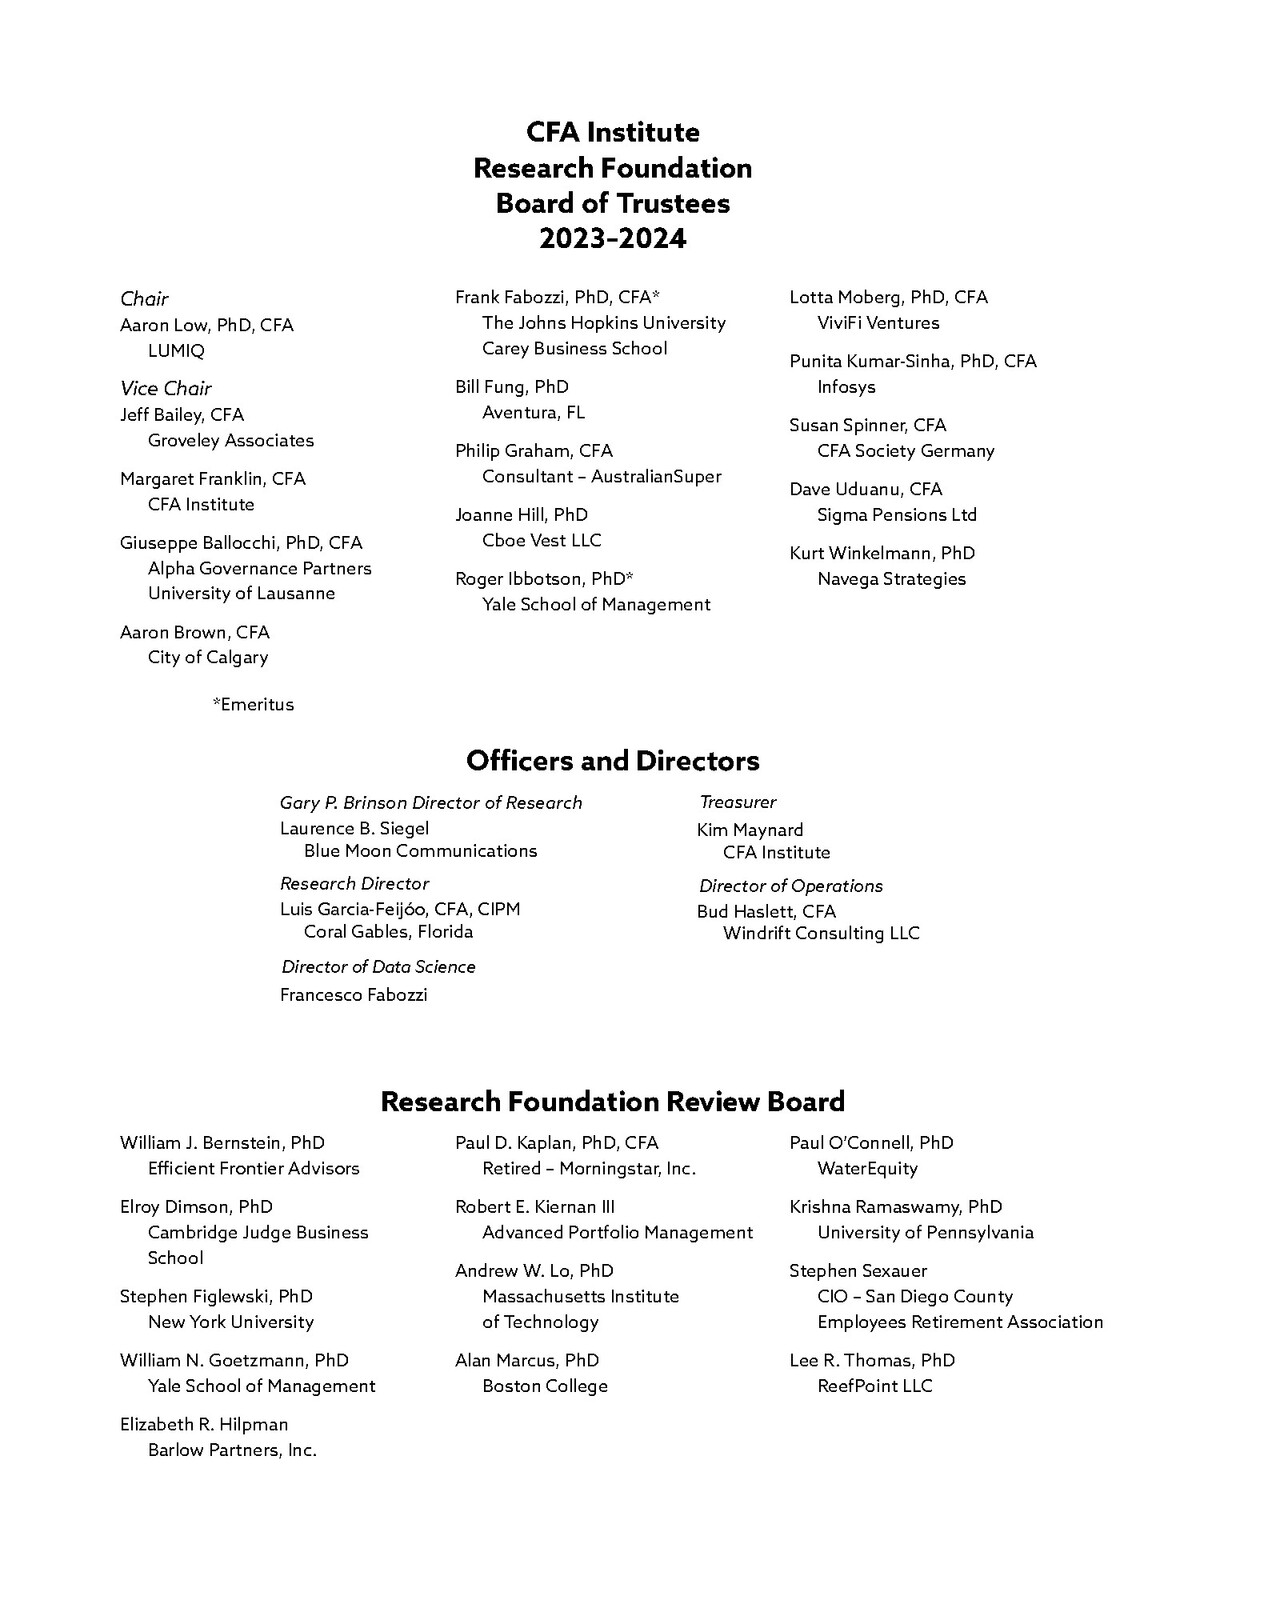 CFA Institute
Research Foundation
Board of Trustees
2023–2024
Chair
Aaron Low, PhD, CFA
LUMIQ
Vice Chair
Jeff Bailey, CFA
Groveley Associates
Margaret Franklin, CFA
CFA Institute
Giuseppe Ballocchi, PhD, CFA
Alpha Governance Partners
University of Lausanne
Aaron Brown, CFA
City of Calgary
*Emeritus
Frank Fabozzi, PhD, CFA*
The Johns Hopkins University
Carey Business School
Bill Fung, PhD
Aventura, FL
Philip Graham, CFA
Consultant – AustralianSuper
Joanne Hill, PhD
Cboe Vest LLC
Roger Ibbotson, PhD*
Yale School of Management
Lotta Moberg, PhD, CFA
ViviFi Ventures
Punita Kumar-Sinha, PhD, CFA
Infosys
Susan Spinner, CFA
CFA Society Germany
Dave Uduanu, CFA
Sigma Pensions Ltd
Kurt Winkelmann, PhD
Navega Strategies
Officers and Directors
Gary P. Brinson Director of Research
Laurence B. Siegel
Blue Moon Communications
Research Director
Luis Garcia-Feijóo, CFA, CIPM
Coral Gables, Florida
Director of Data Science
Francesco Fabozzi
Treasurer
Kim Maynard
CFA Institute
Director of Operations
Bud Haslett, CFA
Windrift Consulting LLC
Research Foundation Review Board
William J. Bernstein, PhD
Efficient Frontier Advisors
Elroy Dimson, PhD
Cambridge Judge Business
School
Stephen Figlewski, PhD
New York University
William N. Goetzmann, PhD
Yale School of Management
Elizabeth R. Hilpman
Barlow Partners, Inc.
Paul D. Kaplan, PhD, CFA
Retired – Morningstar, Inc.
Robert E. Kiernan III
Advanced Portfolio Management
Andrew W. Lo, PhD
Massachusetts Institute
of Technology
Alan Marcus, PhD
Boston College
Paul O’Connell, PhD
WaterEquity
Krishna Ramaswamy, PhD
University of Pennsylvania
Stephen Sexauer
CIO – San Diego County
Employees Retirement Association
Lee R. Thomas, PhD
ReefPoint LLC